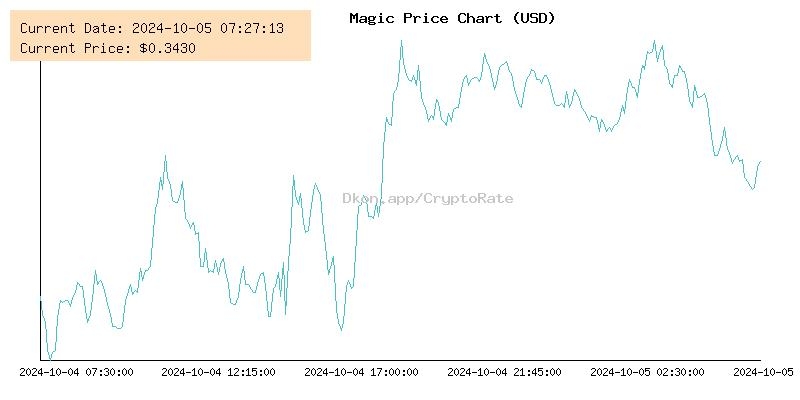 Magic Price Chart (USD)
Current Date: 2024-10-05 07:27:13
Current Price: $0.3430
Dkon.app/CryptoRate
2024-10-04 07:30:00 2024-10-04 12:15:00 2024-10-04 17:00:00 2024-10-04 21:45:00 2024-10-05 02:30:00 2024-10-05